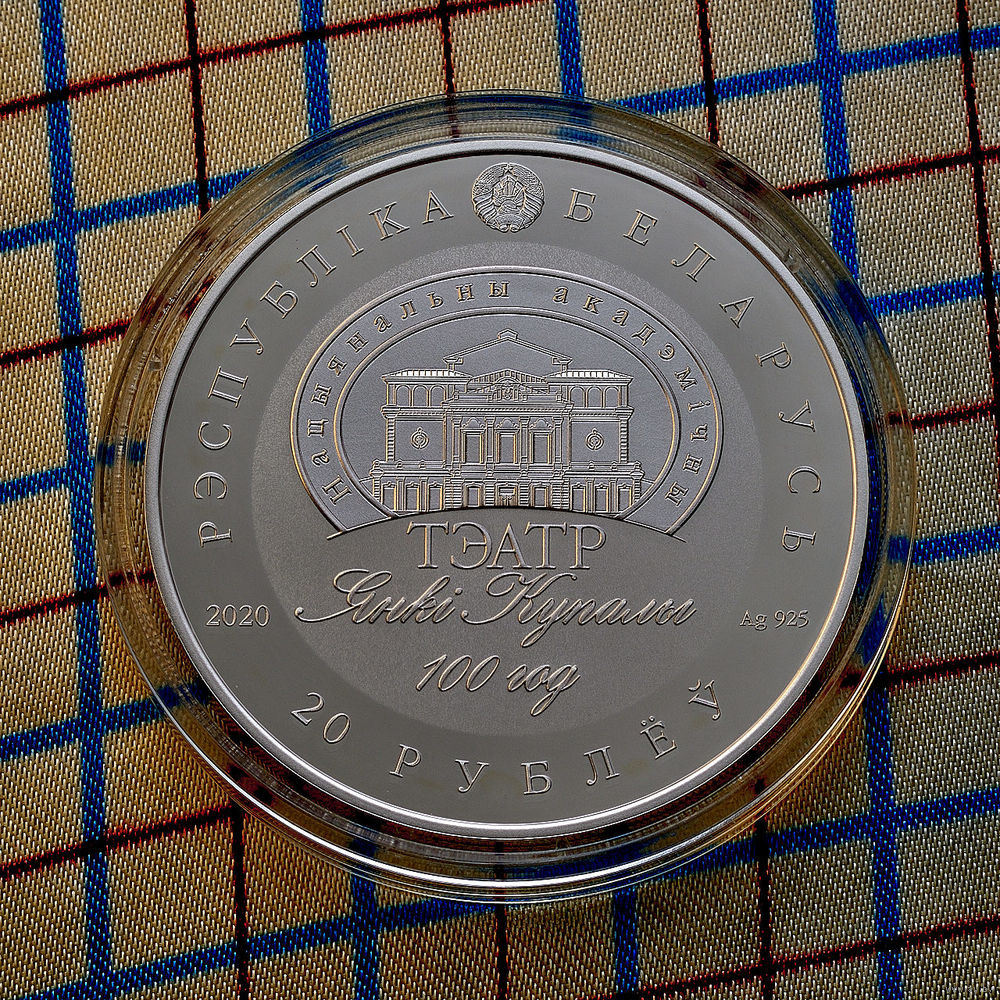 РЭСПУБЛІКА БЕЛАРУСЬ
Нацыянальны акадэмічны
ТЭАТР
Янкі Купалы
100 год
2020
Ag 925
20 РУБЛЁЎ